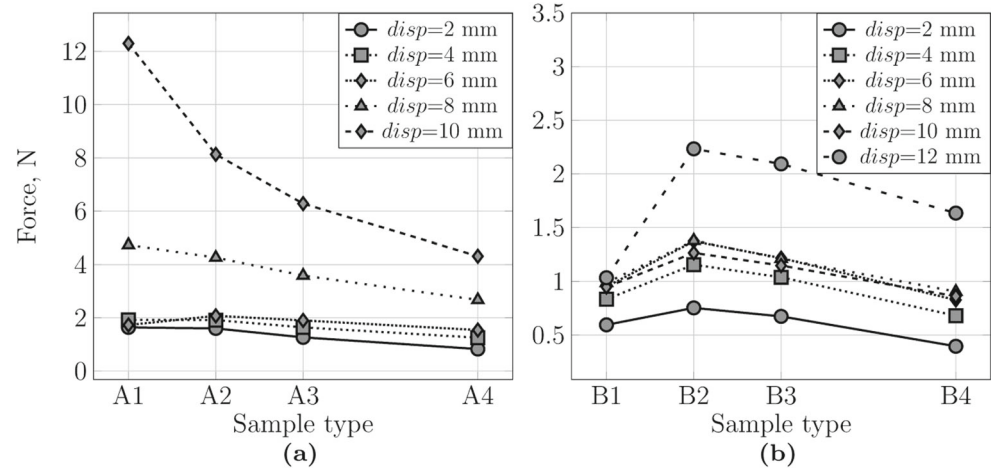 disp=2 mm
disp=4 mm
disp=6 mm
disp=8 mm
disp=10 mm
12
10
8
6
4
2
0
Force, N
A1 A2 A3 A4
Sample type
(a)
disp=2 mm
disp=4 mm
disp=6 mm
disp=8 mm
disp=10 mm
disp=12 mm
3.5
3
2.5
2
1.5
1
0.5
B1 B2 B3 B4
Sample type
(b)